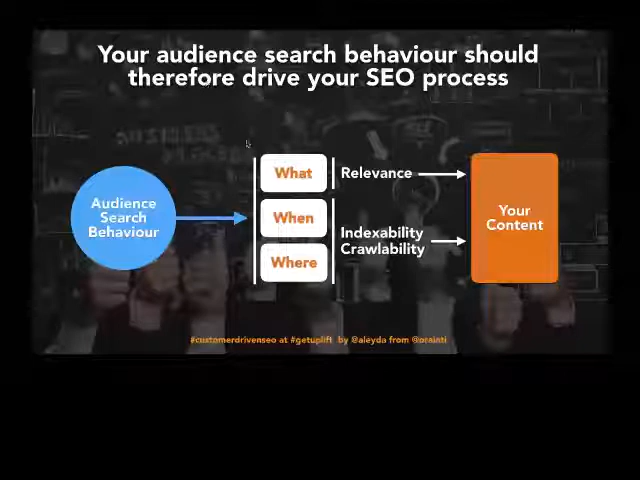 Your audience search behaviour should
therefore drive your SEO process
Audience
Search
Behaviour
What
When
Where
Relevance
Indexability
Crawlability
Your
Content
#customerdrivenseo at #getuplift by @aleyda from @orainti